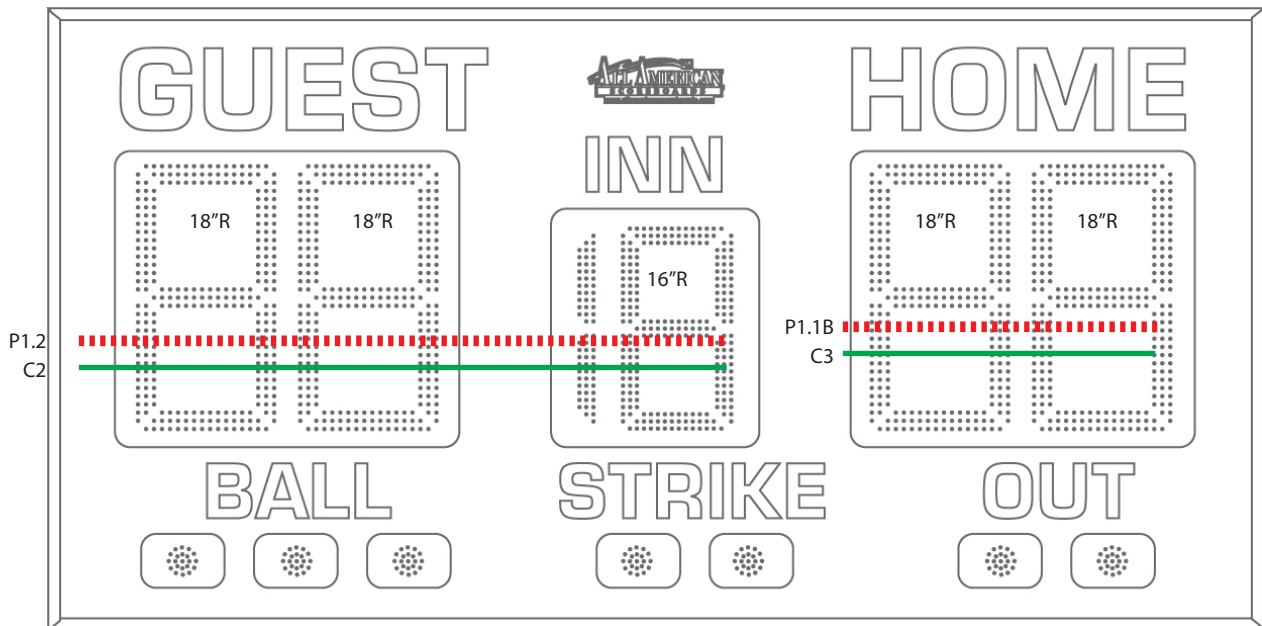 GUEST
ALL AMERICAN
SCOREBOARDS
HOME
INN
18”R 18”R
16”R
18”R 18”R
P1.2
C2
P1.1B
C3
BALL STRIKE OUT